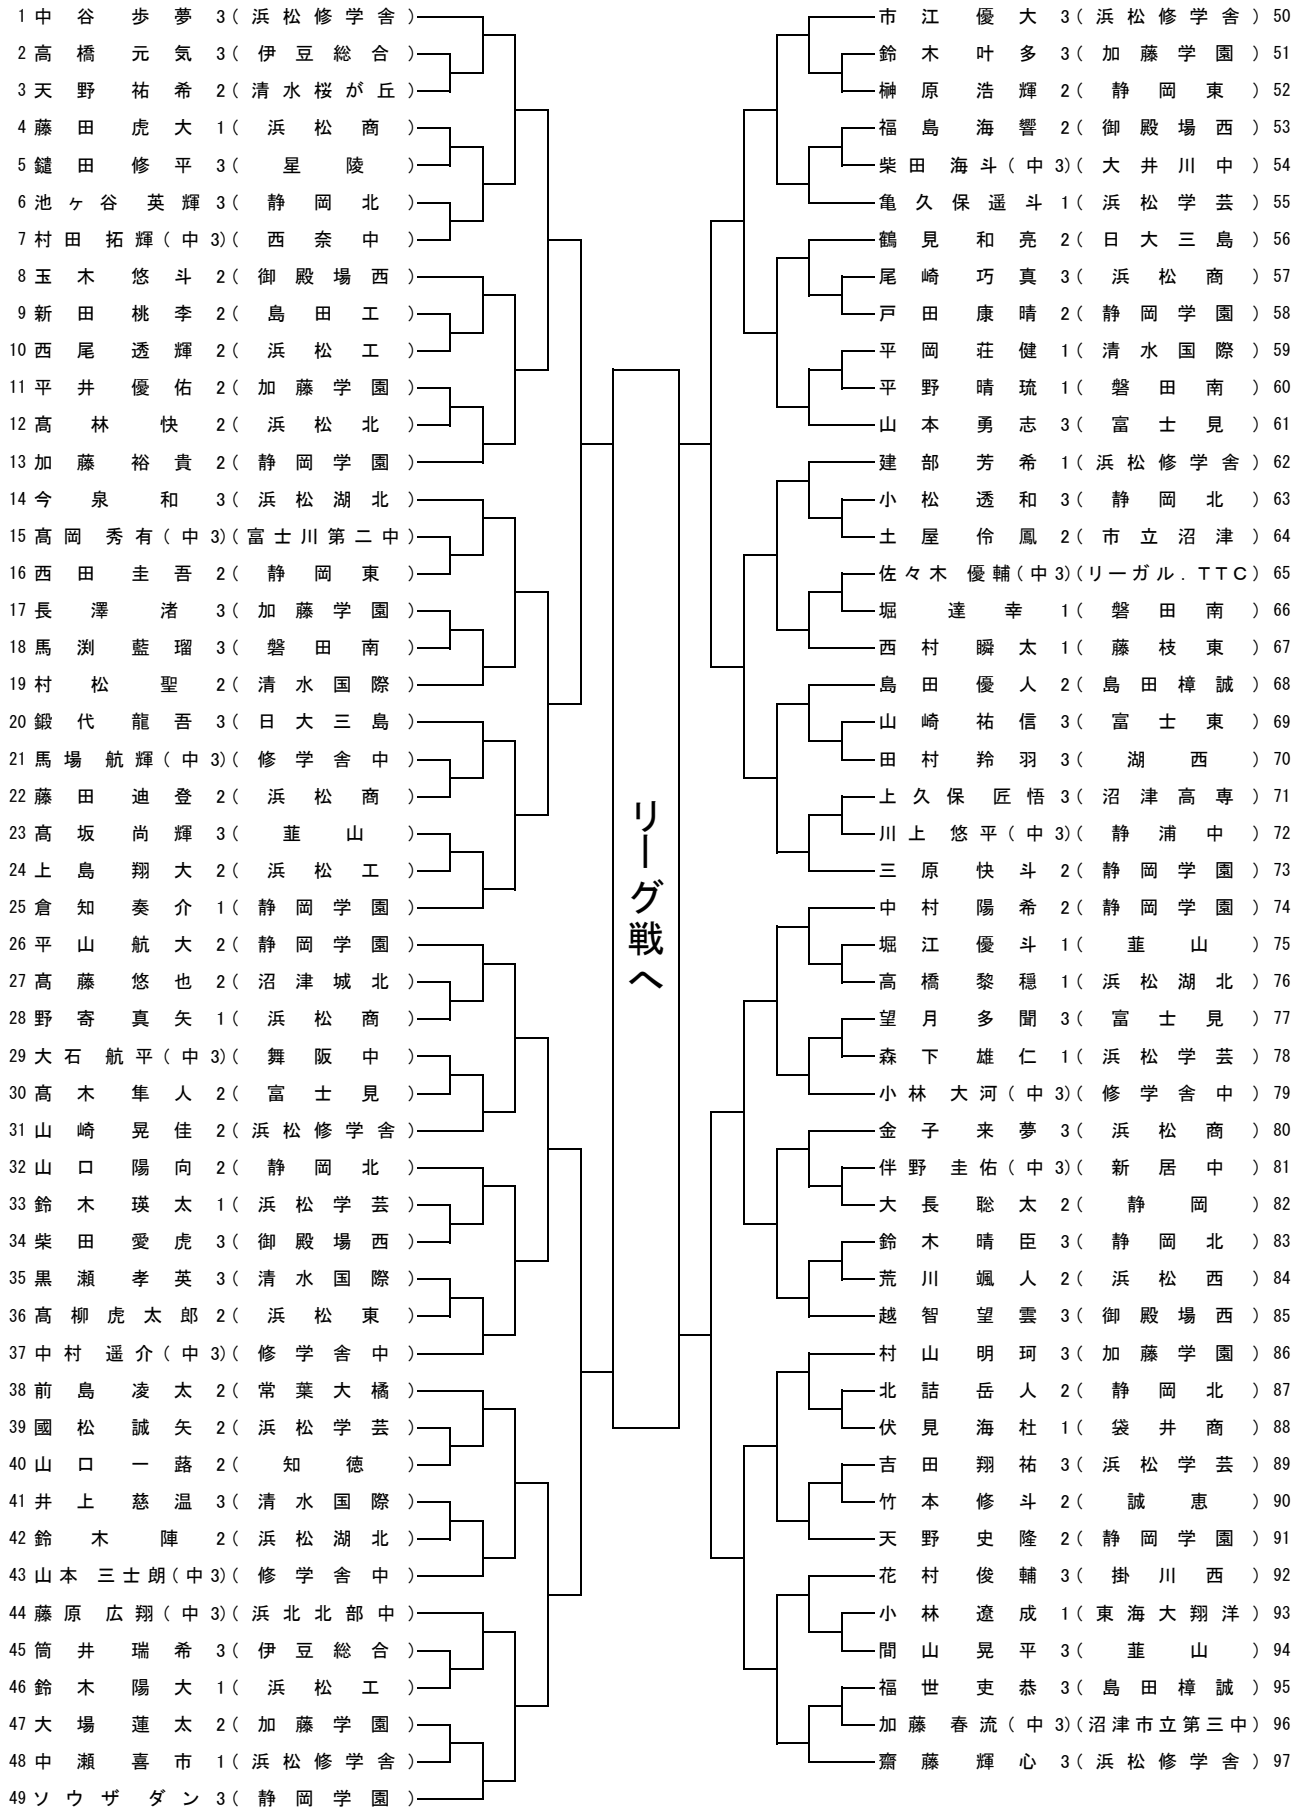 1 中谷 歩夢 3(浜松修学舎)
2 高橋 元気 3(伊豆総合)
3 天野 祐希 2(清水桜が丘)
4 藤田 虎大 1(浜松商)
5 鑓田 修平 3(星陵)
6 池ヶ谷 英輝 3(静岡北)
7 村田 拓輝(中3)(西奈中)
8 玉木 悠斗 2(御殿場西)
9 新田 桃李 2(島田工)
10 西尾 透輝 2(浜松工)
11 平井 優佑 2(加藤学園)
12 髙林 快 2(浜松北)
13 加藤 裕貴 2(静岡学園)
14 今泉 和 3(浜松湖北)
15 髙岡 秀有(中3)(富士川第二中)
16 西田 圭吾 2(静岡東)
17 長澤 渚 3(加藤学園)
18 馬渕 藍瑠 3(磐田南)
19 村松 聖 2(清水国際)
20 鍛代 龍吾 3(日大三島)
21 馬場 航輝(中3)(修学舎中)
22 藤田 迪登 2(浜松商)
23 髙坂 尚輝 3(韮山)
24 上島 翔大 2(浜松工)
25 倉知 奏介 1(静岡学園)
26 平山 航大 2(静岡学園)
27 髙藤 悠也 2(沼津城北)
28 野寄 真矢 1(浜松商)
29 大石 航平(中3)(舞阪中)
30 髙木 隼人 2(富士見)
31 山崎 晃佳 2(浜松修学舎)
32 山口 陽向 2(静岡北)
33 鈴木 瑛太 1(浜松学芸)
34 柴田 愛虎 3(御殿場西)
35 黒瀬 孝英 3(清水国際)
36 髙柳 虎太郎 2(浜松東)
37 中村 遥介(中3)(修学舎中)
38 前島 凌太 2(常葉大橘)
39 國松 誠矢 2(浜松学芸)
40 山口 一蕗 2(知徳)
41 井上 慈温 3(清水国際)
42 鈴木 陣 2(浜松湖北)
43 山本 三士朗(中3)(修学舎中)
44 藤原 広翔(中3)(浜北北部中)
45 筒井 瑞希 3(伊豆総合)
46 鈴木 陽大 1(浜松工)
47 大場 蓮太 2(加藤学園)
48 中瀬 喜市 1(浜松修学舎)
49 ソウザ ダン 3(静岡学園)
リーグ戦へ
市江 優大 3(浜松修学舎) 50
鈴木 叶多 3(加藤学園) 51
榊原 浩輝 2(静岡東) 52
福島 海響 2(御殿場西) 53
柴田 海斗(中3)(大井川中) 54
亀久保 遥斗 1(浜松学芸) 55
鶴見 和亮 2(日大三島) 56
尾崎 巧真 3(浜松商) 57
戸田 康晴 2(静岡学園) 58
平岡 荘健 1(清水国際) 59
平野 晴琉 1(磐田南) 60
山本 勇志 3(富士見) 61
建部 芳希 1(浜松修学舎) 62
小松 透和 3(静岡北) 63
土屋 伶鳳 2(市立沼津) 64
佐々木 優輔(中3)(リーガル.TTC) 65
堀 達幸 1(磐田南) 66
西村 瞬太 1(藤枝東) 67
島田 優人 2(島田樟誠) 68
山崎 祐信 3(富士東) 69
田村 羚羽 3(湖西) 70
上久保 匠悟 3(沼津高専) 71
川上 悠平(中3)(静浦中) 72
三原 快斗 2(静岡学園) 73
中村 陽希 2(静岡学園) 74
堀江 優斗 1(韮山) 75
高橋 黎穏 1(浜松湖北) 76
望月 多聞 3(富士見) 77
森下 雄仁 1(浜松学芸) 78
小林 大河(中3)(修学舎中) 79
金子 来夢 3(浜松商) 80
伴野 圭佑(中3)(新居中) 81
大長 聡太 2(静岡) 82
鈴木 晴臣 3(静岡北) 83
荒川 颯人 2(浜松西) 84
越智 望雲 3(御殿場西) 85
村山 明珂 3(加藤学園) 86
北詰 岳人 2(静岡北) 87
伏見 海杜 1(袋井商) 88
吉田 翔祐 3(浜松学芸) 89
竹本 修斗 2(誠恵) 90
天野 史隆 2(静岡学園) 91
花村 俊輔 3(掛川西) 92
小林 遼成 1(東海大翔洋) 93
間山 晃平 3(韮山) 94
福世 吏恭 3(島田樟誠) 95
加藤 春流(中3)(沼津市立第三中) 96
齋藤 輝心 3(浜松修学舎) 97